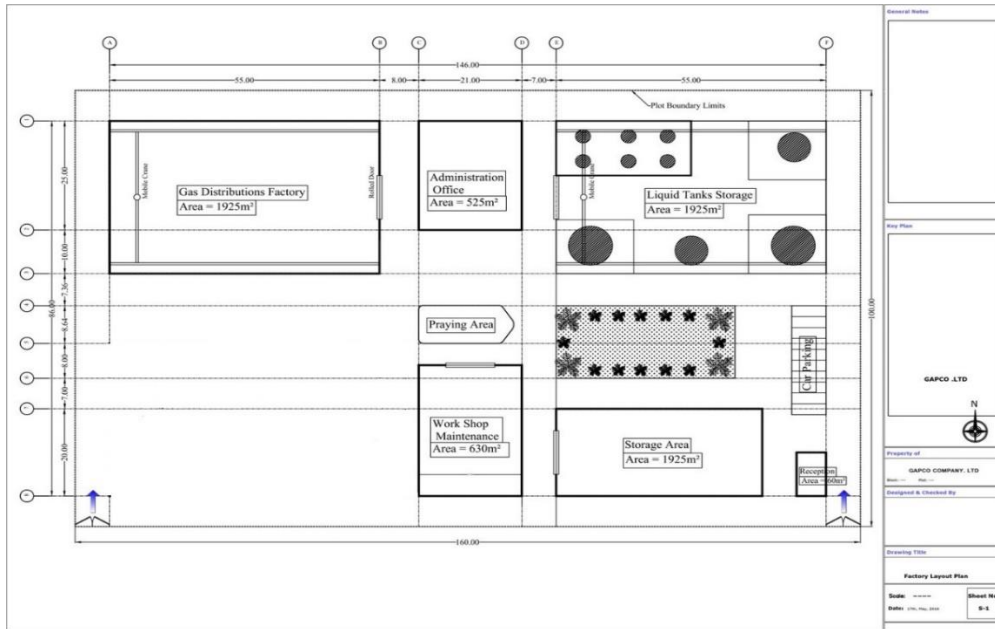 General Notes
A
B
C
D
E
F
146.00
55.00
8.00
21.00
7.00
55.00
Plot Boundary Limits
Gas Distributions Factory
Area = 1925m²
Mobile Crane
Rolled Door
Administration
Office
Area = 525m²
Liquid Tanks Storage
Area = 1925m²
Mobile Crane
25.00
10.00
7.36
8.64
8.00
7.00
20.00
86.00
100.00
Praying Area
Car Parking
Work Shop
Maintenance
Area = 630m²
Storage Area
Area = 1925m²
Reception
Area = 60m²
160.00
Key Plan
GAPCO .LTD
N
Property of
GAPCO COMPANY. LTD
Designed & Checked By
Drawing Title
Factory Layout Plan
Scale: ----
Sheet No
S-1